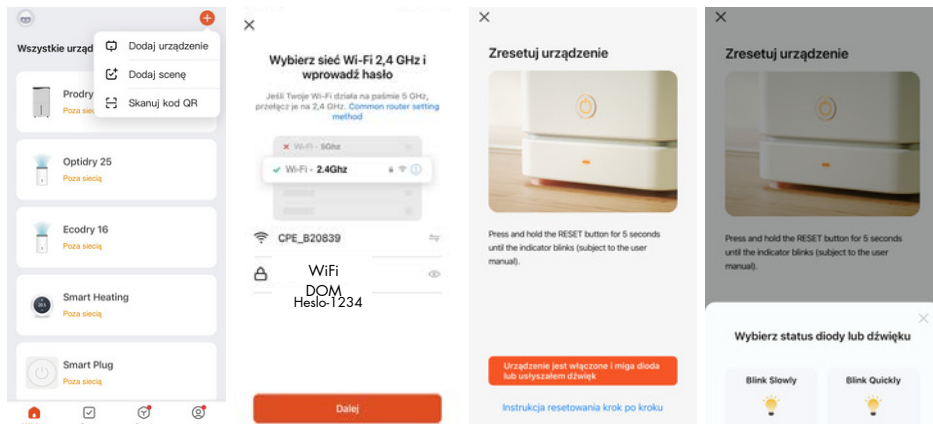 Wszystkie urząd
Dodaj urządzenie
Dodaj scenę
Skanuj kod QR
Prodry
Poza siec
Optidry 25
Poza siecią
Ecodry 16
Poza siecią
Smart Heating
Poza siecią
Smart Plug
Poza siecią
Wybierz sieć Wi-Fi 2,4 GHz i
wprowadź hasło
Jeśli Twoje Wi-Fi działa na paśmie 5 GHz,
przełącz je na 2,4 GHz. Common router setting
method
Wi-Fi - 5Ghz
Wi-Fi - 2.4Ghz
CPE_B20839
WiFi
DOM
Heslo-1234
Dalej
Zresetuj urządzenie
Press and hold the RESET button for 5 seconds
until the indicator blinks (subject to the user
manual).
Urządzenie jest włączone i miga dioda
lub usłyszałem dźwięk
Instrukcja resetowania krok po kroku
Zresetuj urządzenie
Press and hold the RESET button for 5 seconds
until the indicator blinks (subject to the user
manual).
Wybierz status diody lub dźwięku
Blink Slowly
Blink Quickly